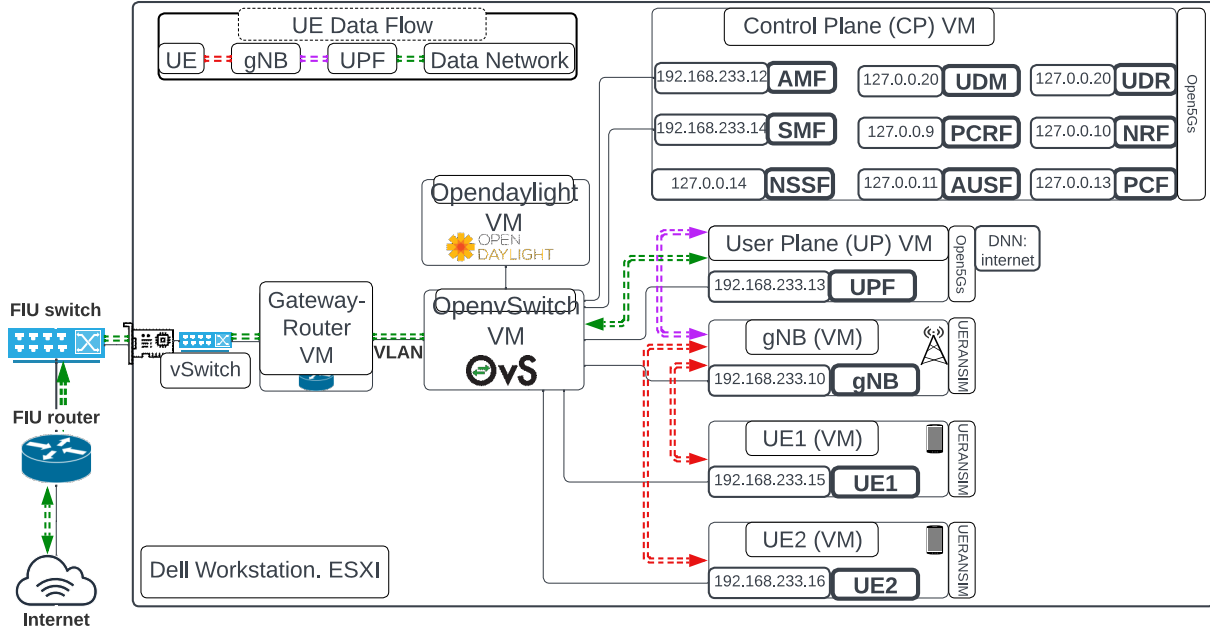 UE Data Flow
UE
gNB
UPF
Data Network
Control Plane (CP) VM
192.168.233.12
AMF
127.0.0.20
UDM
127.0.0.20
UDR
192.168.233.14
SMF
127.0.0.9
PCRF
127.0.0.10
NRF
127.0.0.14
NSSF
127.0.0.11
AUSF
127.0.0.13
PCF
Open5Gs
Opendaylight
VM
OPEN
DAYLIGHT
User Plane (UP) VM
192.168.233.13
UPF
Open5Gs
DNN:
internet
FIU switch
vSwitch
Gateway-
Router
VM
VLAN
OpenvSwitch
VM
OvS
gNB (VM)
192.168.233.10
gNB
UERANSIM
FIU router
UE1 (VM)
192.168.233.15
UE1
UERANSIM
UE2 (VM)
192.168.233.16
UE2
UERANSIM
Dell Workstation. ESXI
Internet